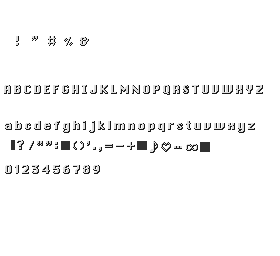 ! " # % @
ABCDEFGHIJKLMNOPQRSTUVWXYZ
abcdefghijklmnopqrstuvwxyz
■?/"":■()',.=-+■♪♡~∞■
0123456789